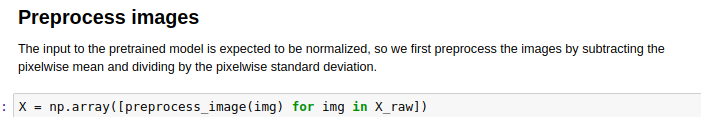 Preprocess images
The input to the pretrained model is expected to be normalized, so we first preprocess the images by subtracting the
pixelwise mean and dividing by the pixelwise standard deviation.
: X = np.array([preprocess_image(img) for img in X_raw])